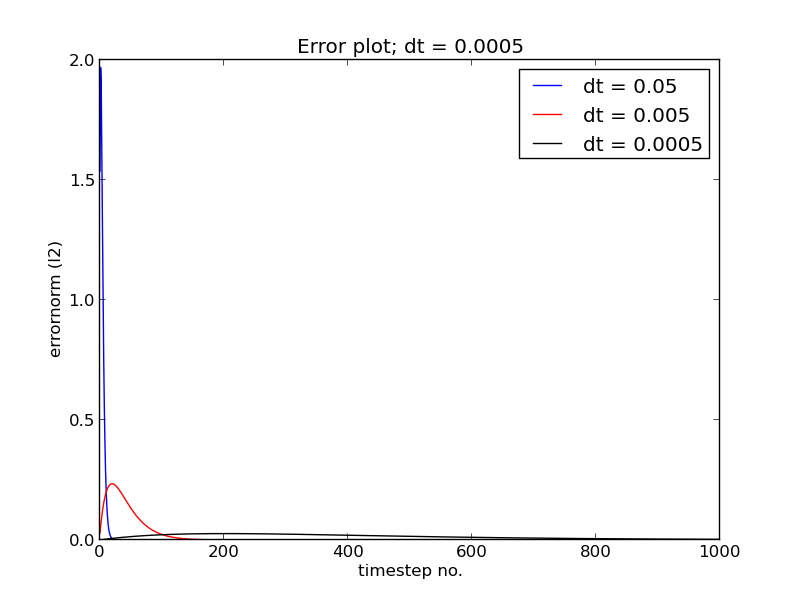 Error plot; dt = 0.0005
2.0
1.5
1.0
0.5
0.0
errornorm (l2)
dt = 0.05
dt = 0.005
dt = 0.0005
0 200 400 600 800 1000
timestep no.